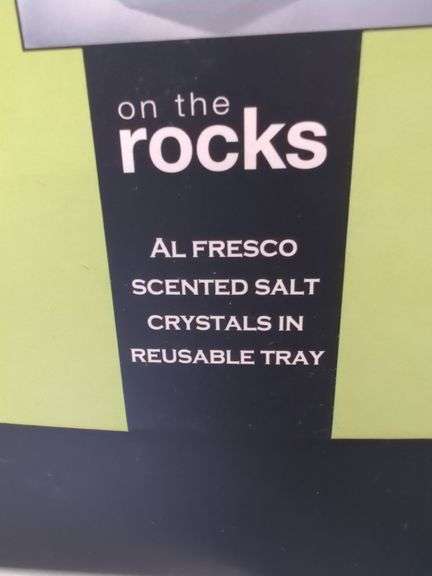 on the
rocks
AL FRESCO
SCENTED SALT
CRYSTALS IN
REUSABLE TRAY